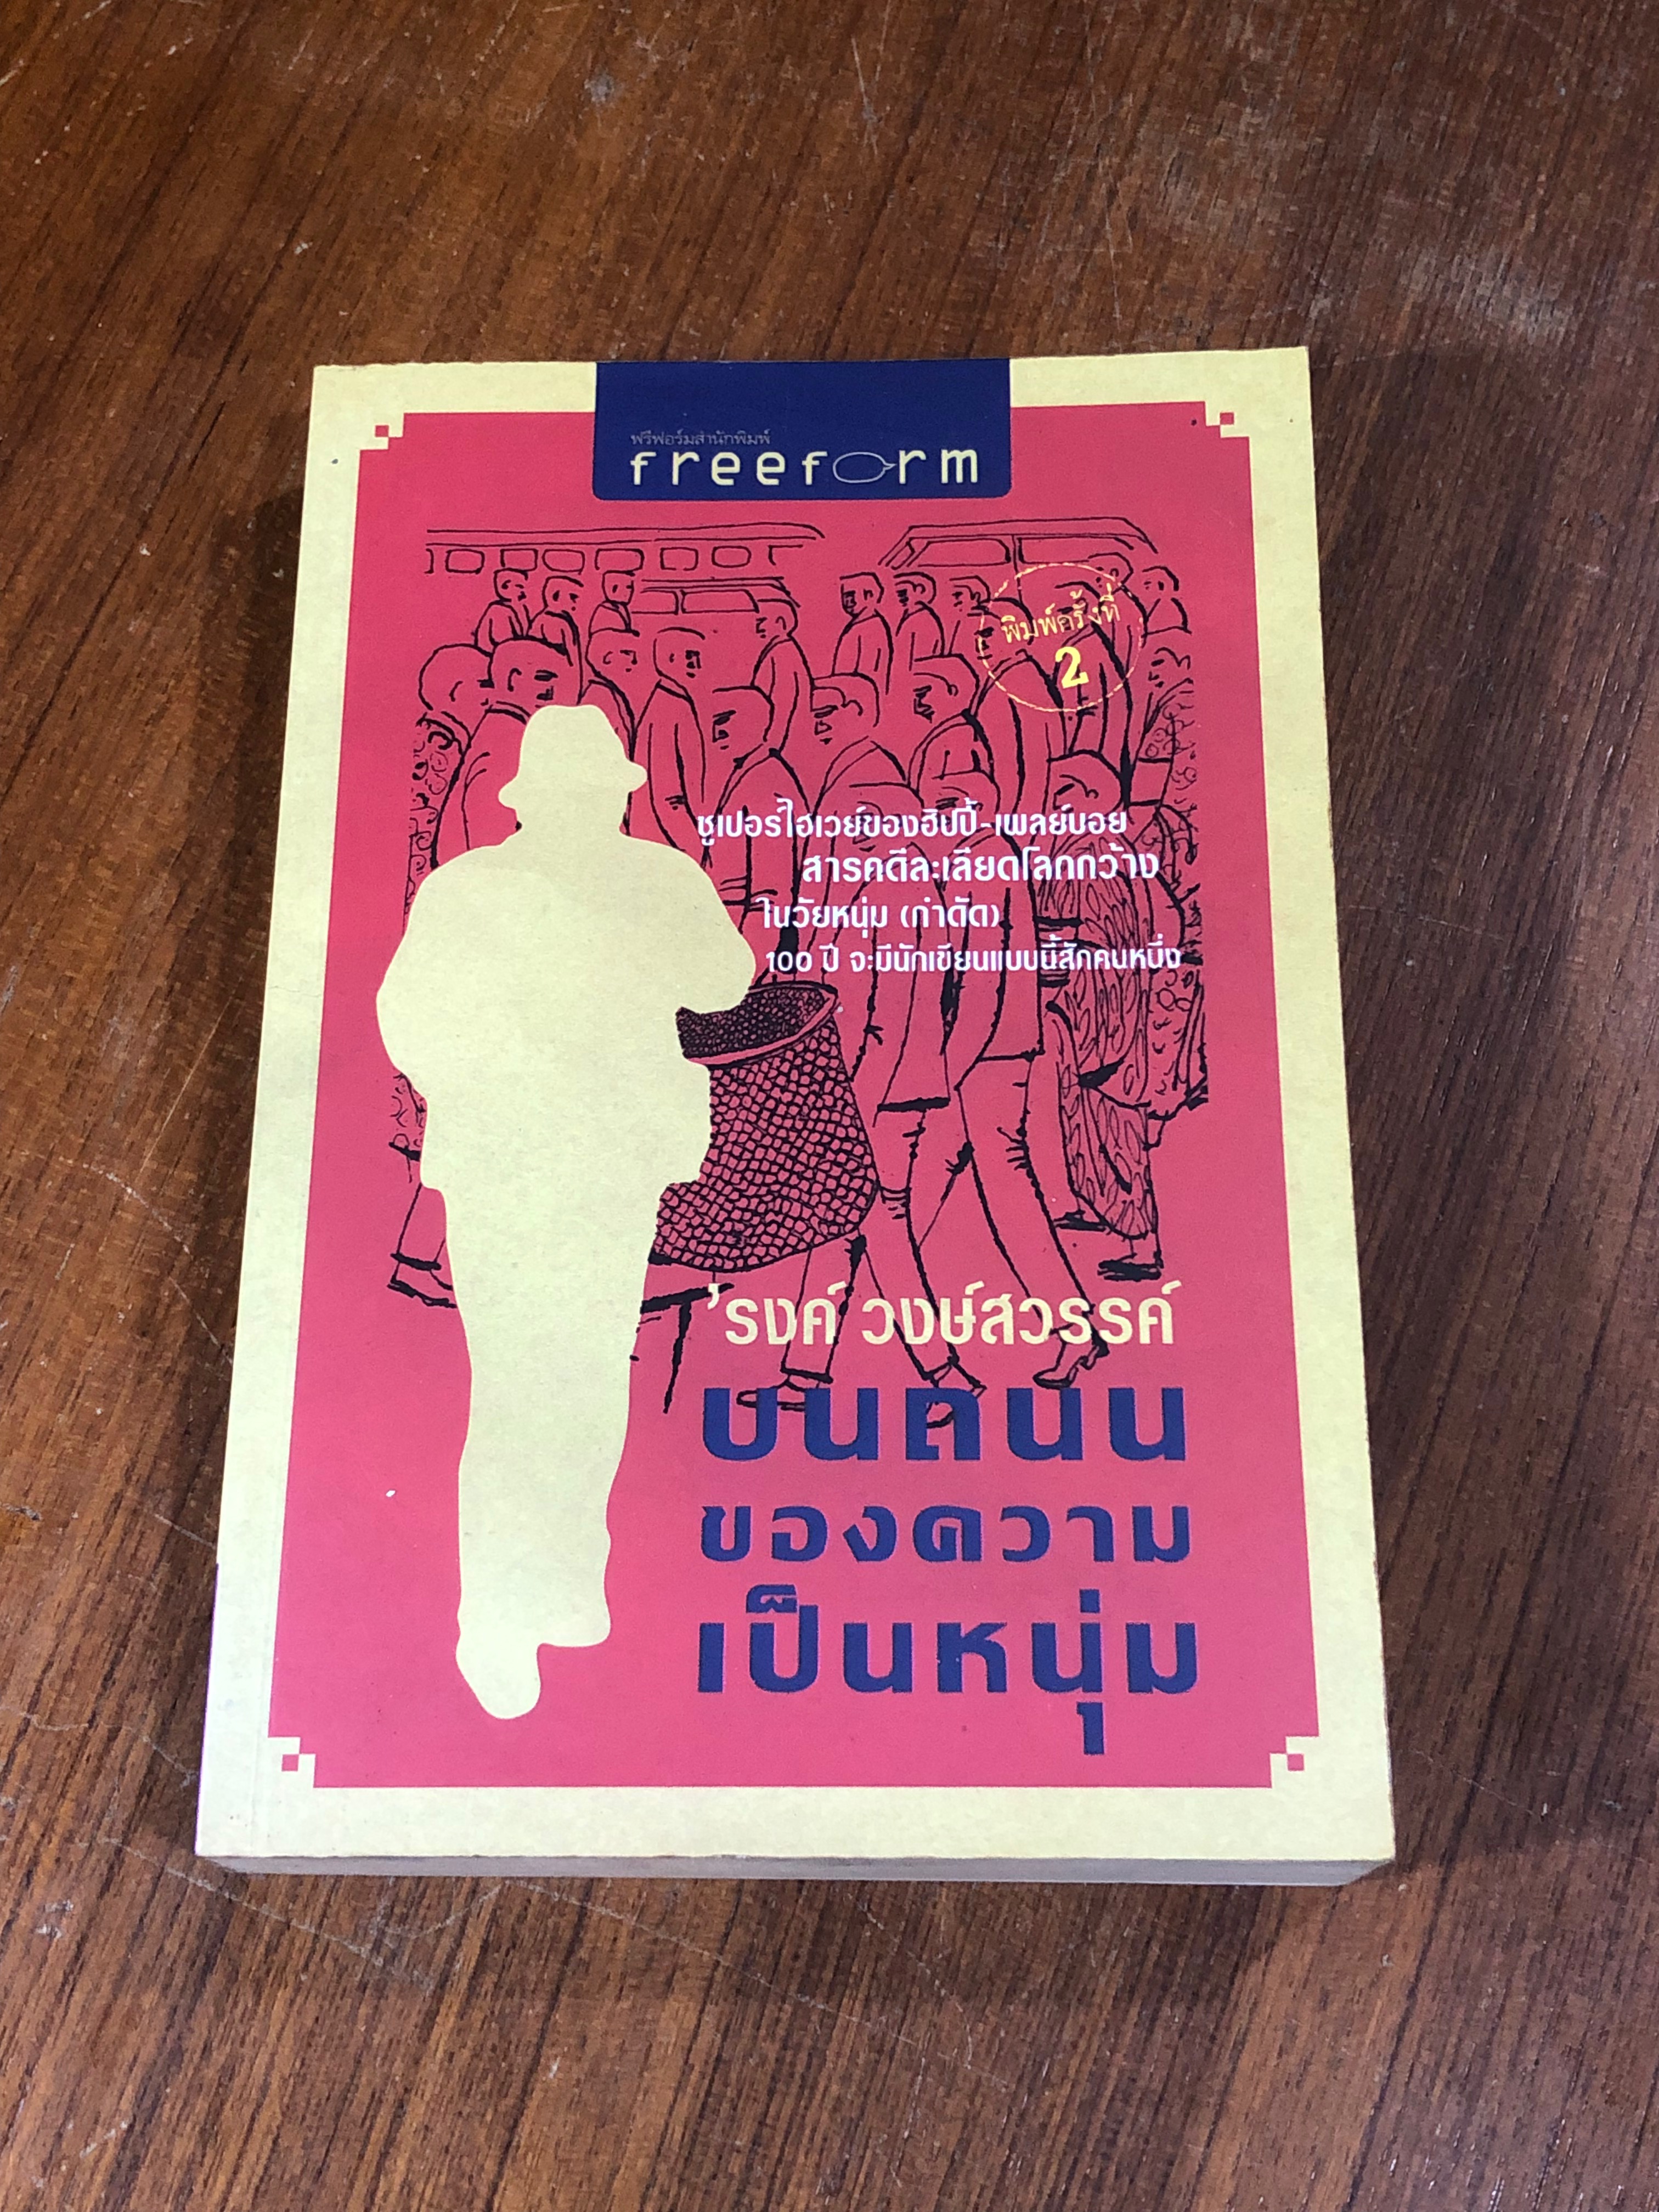 ฟรีฟอร์มสำนักพิมพ์
freeform
พิมพ์ครั้งที่
2
ซูเปอร์ไฮเวย์ของฮิปปี้-เพลย์บอย
สารคดีละเลียดโลกกว้าง
ในวัยหนุ่ม (กำดัด)
100 ปี จะมีนักเขียนแบบนี้สักคนหนึ่ง
'รงค์ วงษ์สวรรค์
บนถนน
ของความ
เป็นหนุ่ม